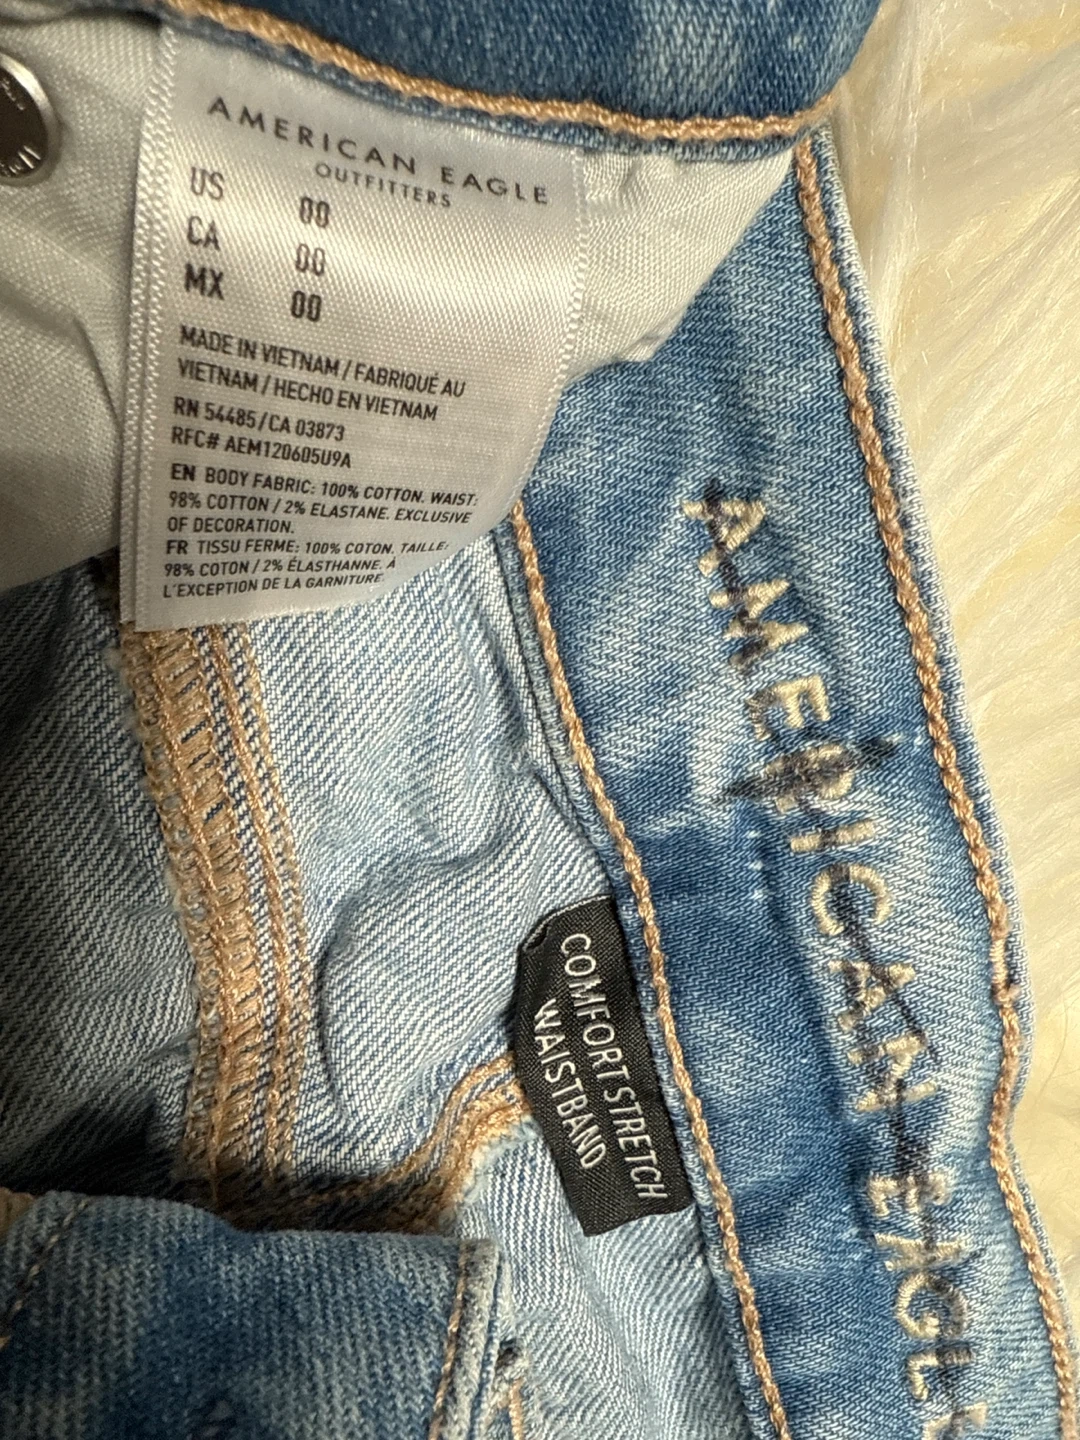 AMERICAN EAGLE
OUTFITTERS
US 00
CA 00
MX 00
MADE IN VIETNAM / FABRIQUÉ AU
VIETNAM / HECHO EN VIETNAM
RN 54485/CA 03873
RFC# AEM120605U9A
EN BODY FABRIC: 100% COTTON. WAIST:
98% COTTON / 2% ELASTANE. EXCLUSIVE
OF DECORATION.
FR TISSU FERME: 100% COTON. TAILLE:
98% COTON / 2% ÉLASTHANNE. À
L'EXCEPTION DE LA GARNITURE.
COMFORT STRETCH
WAISTBAND
AMERICAN EAGLE